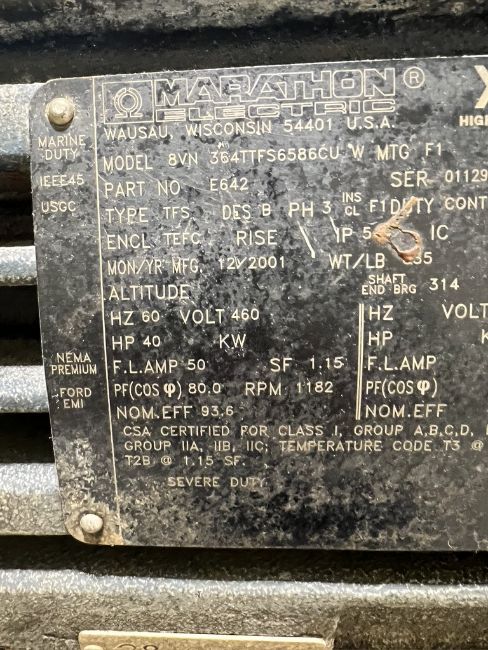 MARATHON®
ELECTRIC
WAUSAU, WISCONSIN 54401 U.S.A.
HIGH
MARINE DUTY
IEEE45
USGC
MODEL 8VN 364TTFS6586CU W MTG F1
PART NO E642 SER 01129
TYPE TFS DES B PH 3 INS CL F1 DUTY CONT
ENCL TEFC RISE IP 5 IC
MON/YR MFG. 12/2001 WT/LB 35
ALTITUDE SHAFT END BRG 314
HZ 60 VOLT 460 HZ VOLT
HP 40 KW HP
NEMA PREMIUM
FORD EMI
F.L.AMP 50 SF 1.15 F.L.AMP
PF(COS φ) 80.0 RPM 1182 PF(COS φ)
NOM.EFF 93.6 NOM.EFF
CSA CERTIFIED FOR CLASS I, GROUP A,B,C,D,
GROUP IIA, IIB, IIC; TEMPERATURE CODE T3 @
T2B @ 1.15 SF.
SEVERE DUTY